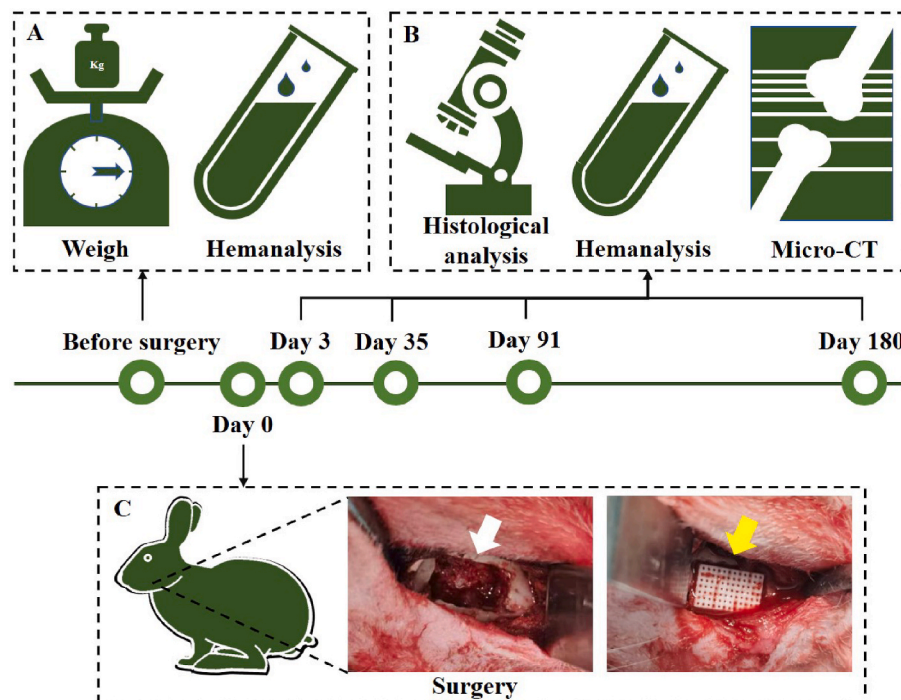 A
Kg
Weigh
Hemanalysis
B
Histological
analysis
Hemanalysis
Micro-CT
Before surgery
Day 3
Day 35
Day 91
Day 180
Day 0
C
Surgery